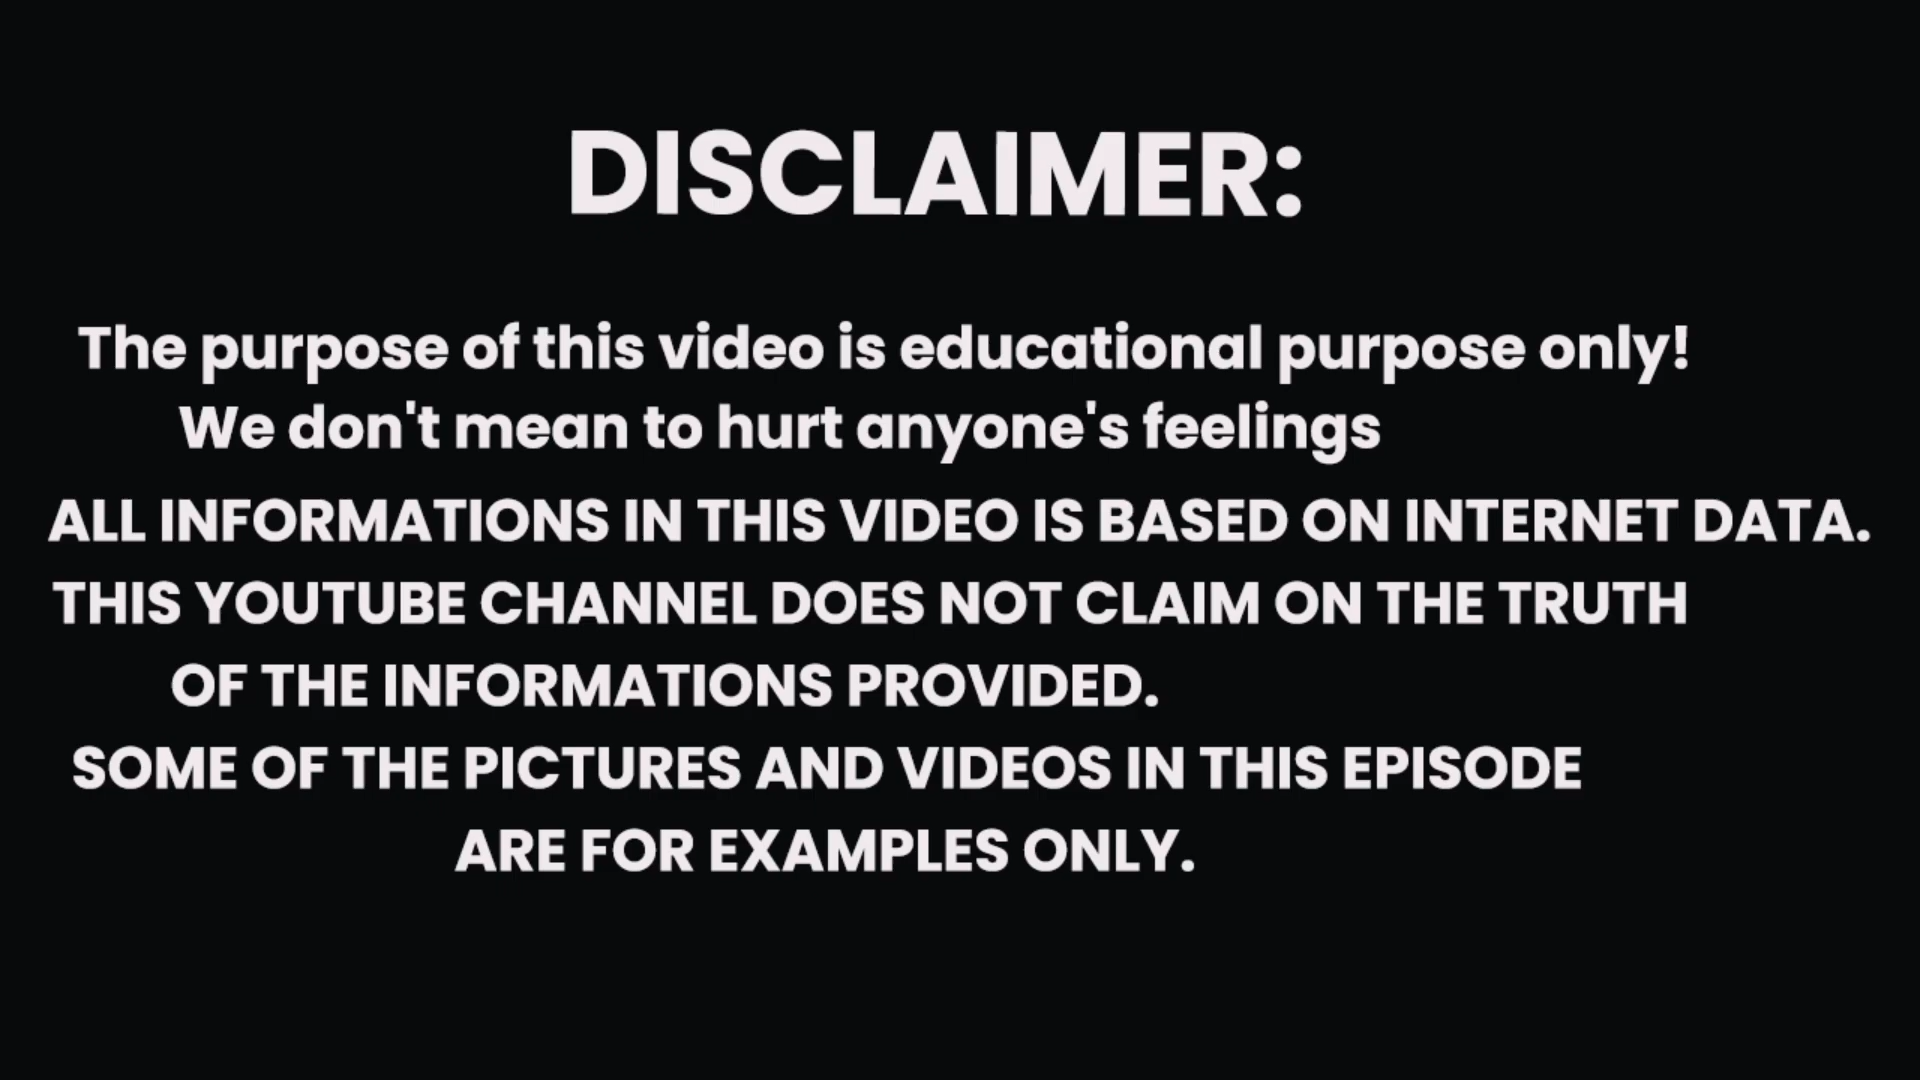 DISCLAIMER:
The purpose of this video is educational purpose only!
We don't mean to hurt anyone's feelings
ALL INFORMATIONS IN THIS VIDEO IS BASED ON INTERNET DATA.
THIS YOUTUBE CHANNEL DOES NOT CLAIM ON THE TRUTH
OF THE INFORMATIONS PROVIDED.
SOME OF THE PICTURES AND VIDEOS IN THIS EPISODE
ARE FOR EXAMPLES ONLY.